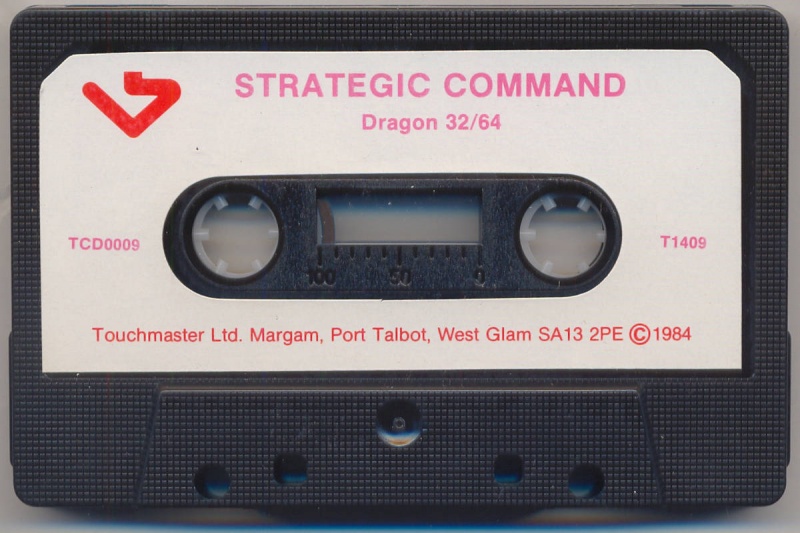 STRATEGIC COMMAND
Dragon 32/64
TCD0009
T1409
100 50 0
Touchmaster Ltd. Margam, Port Talbot, West Glam SA13 2PE © 1984